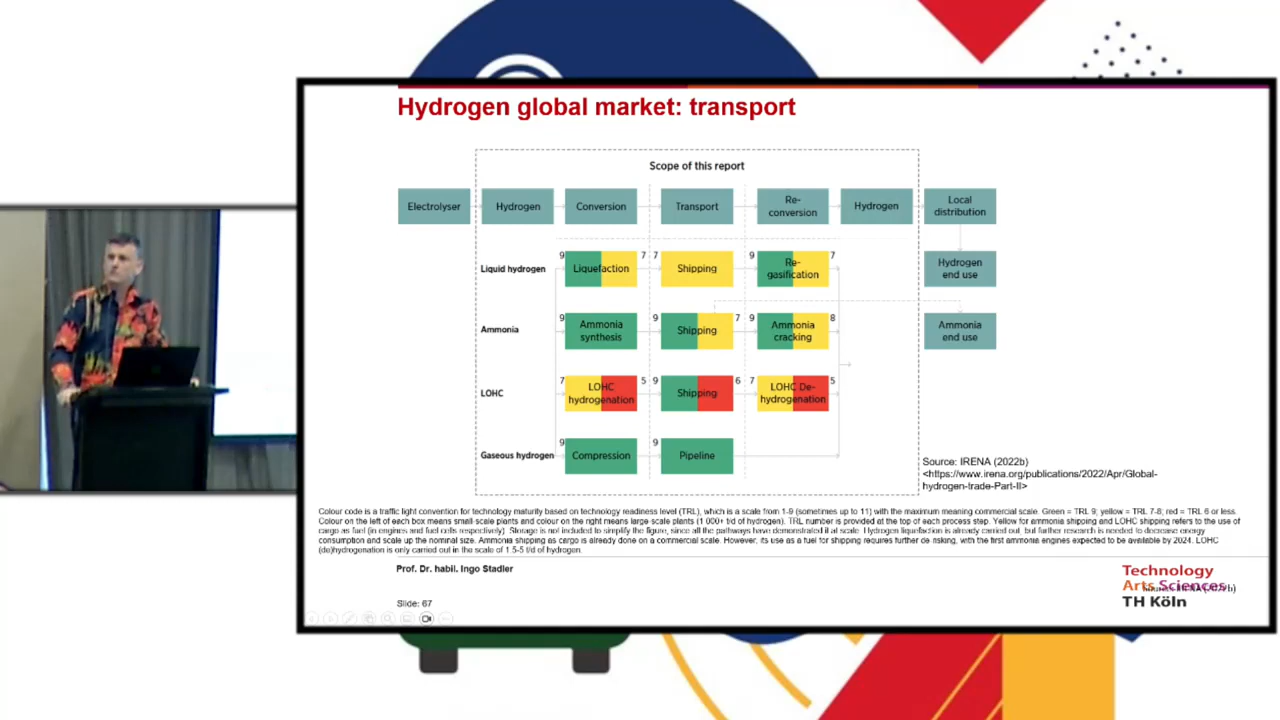 Hydrogen global market: transport
Scope of this report
Electrolyser
Hydrogen
Conversion
Transport
Re-
conversion
Hydrogen
Local
distribution
Liquid hydrogen
9
Liquefaction
7
7
Shipping
9
Re-
gasification
7
Hydrogen
end use
Ammonia
9
Ammonia
synthesis
9
Shipping
7
9
Ammonia
cracking
8
Ammonia
end use
LOHC
7
LOHC
hydrogenation
5
9
Shipping
6
7
LOHC De-
hydrogenation
5
Gaseous hydrogen
9
Compression
9
Pipeline
Source: IRENA (2022b)
<https://www.irena.org/publications/2022/Apr/Global-
hydrogen-trade-Part-II>
Colour code is a traffic light convention for technology maturity based on technology readiness level (TRL), which is a scale from 1-9 (sometimes up to 11) with the maximum meaning commercial scale. Green = TRL 9; yellow = TRL 7-8; red = TRL 6 or less.
Colour on the left of each box means small-scale plants and colour on the right means large-scale plants (1 000+ t/d of hydrogen). TRL number is provided at the top of each process step. Yellow for ammonia shipping and LOHC shipping refers to the use of
cargo as fuel (in engines and fuel cells respectively). Storage is not included to simplify the figure, since all the pathways have demonstrated it at scale. Hydrogen liquefaction is already carried out, but further research is needed to decrease energy
consumption and scale up the nominal size. Ammonia shipping as cargo is already done on a commercial scale. However, its use as a fuel for shipping requires further de-risking, with the first ammonia engines expected to be available by 2024. LOHC
(de)hydrogenation is only carried out in the scale of 1.5-5 t/d of hydrogen.
Prof. Dr. habil. Ingo Stadler
Slide: 67
Technology
Arts Sciences
TH Köln